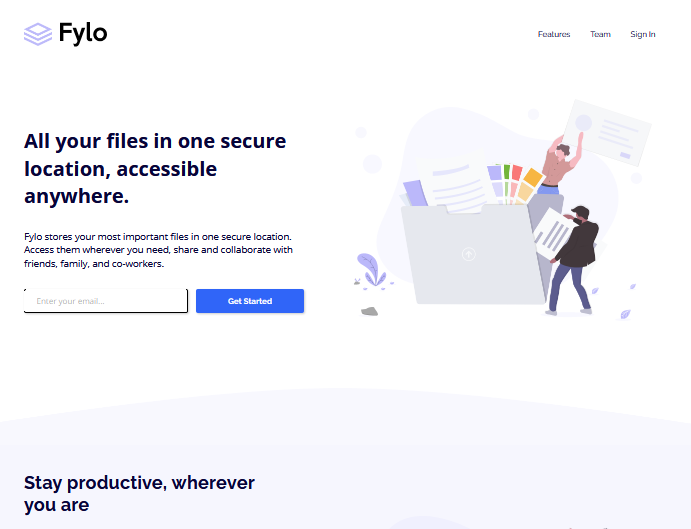 Fylo
Features Team Sign In
All your files in one secure
location, accessible
anywhere.
Fylo stores your most important files in one secure location.
Access them wherever you need, share and collaborate with
friends, family, and co-workers.
Enter your email...
Get Started
Stay productive, wherever
you are